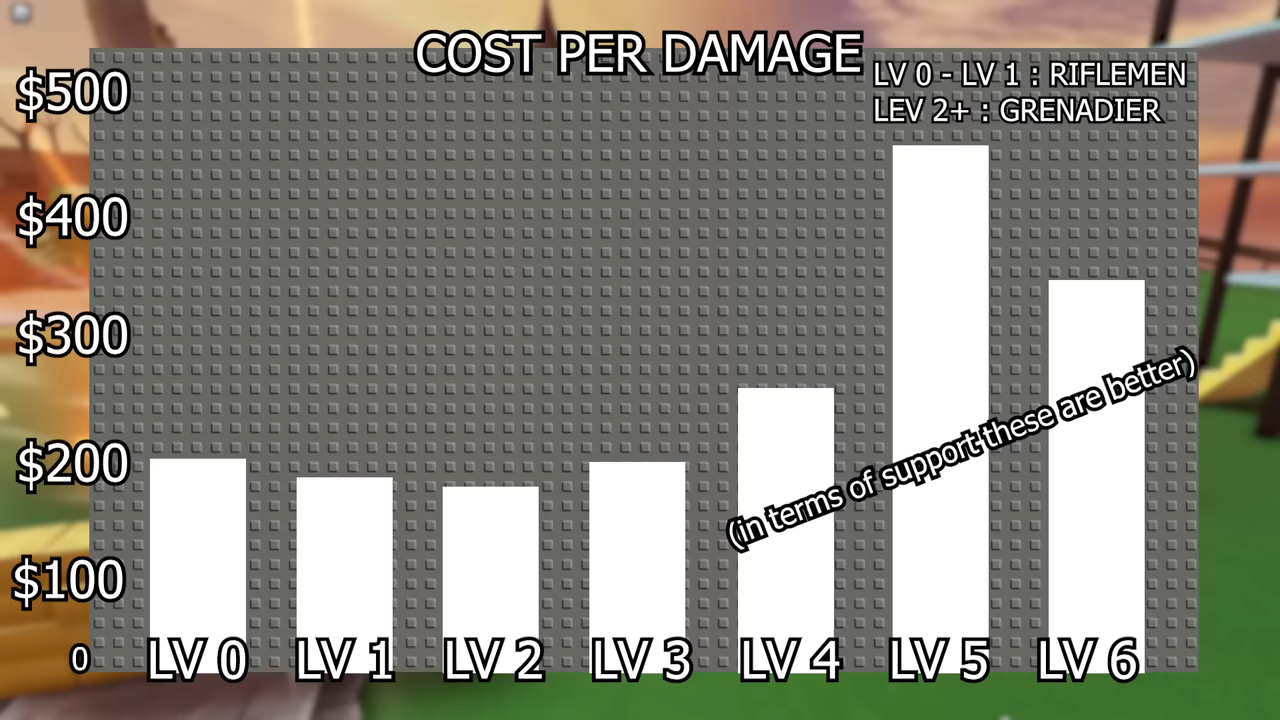 COST PER DAMAGE
LV 0 - LV 1 : RIFLEMEN
LEV 2+ : GRENADIER
$500
$400
$300
$200
$100
0
(in terms of support these are better)
LV 0 LV 1 LV 2 LV 3 LV 4 LV 5 LV 6